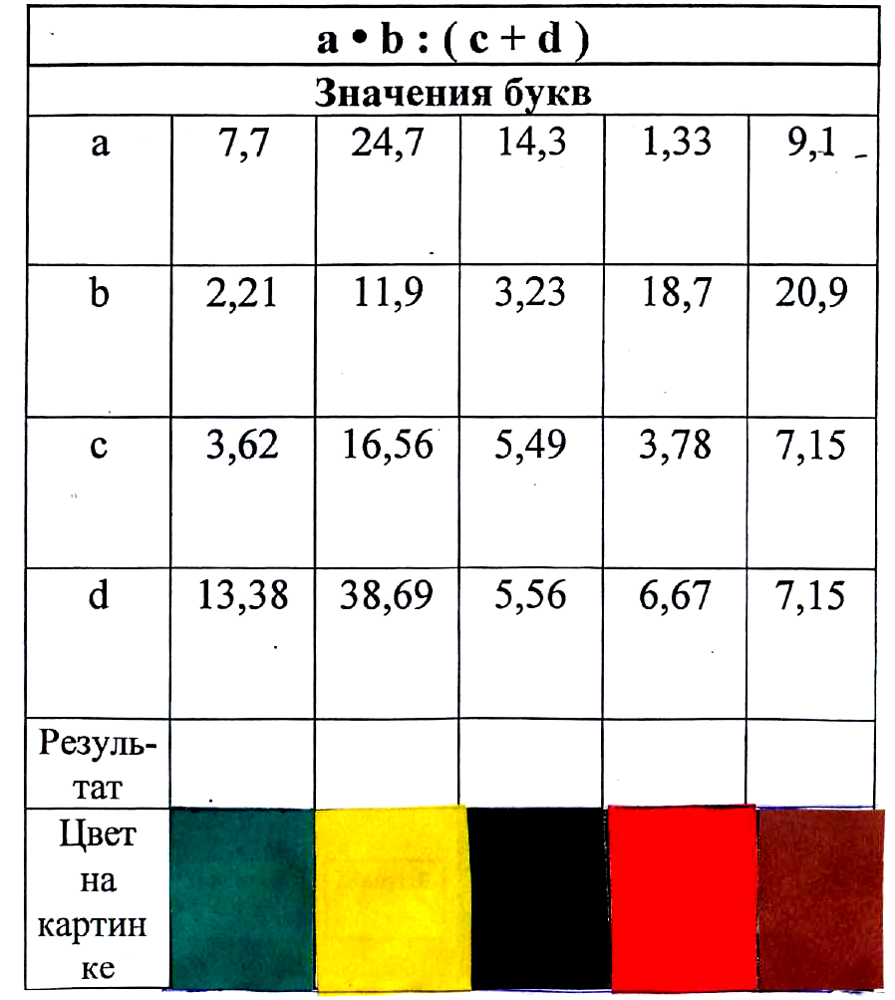 a • b : ( c + d )
Значения букв
a 7,7 24,7 14,3 1,33 9,1
b 2,21 11,9 3,23 18,7 20,9
c 3,62 16,56 5,49 3,78 7,15
d 13,38 38,69 5,56 6,67 7,15
Резуль-
тат
Цвет
на
картин
ке